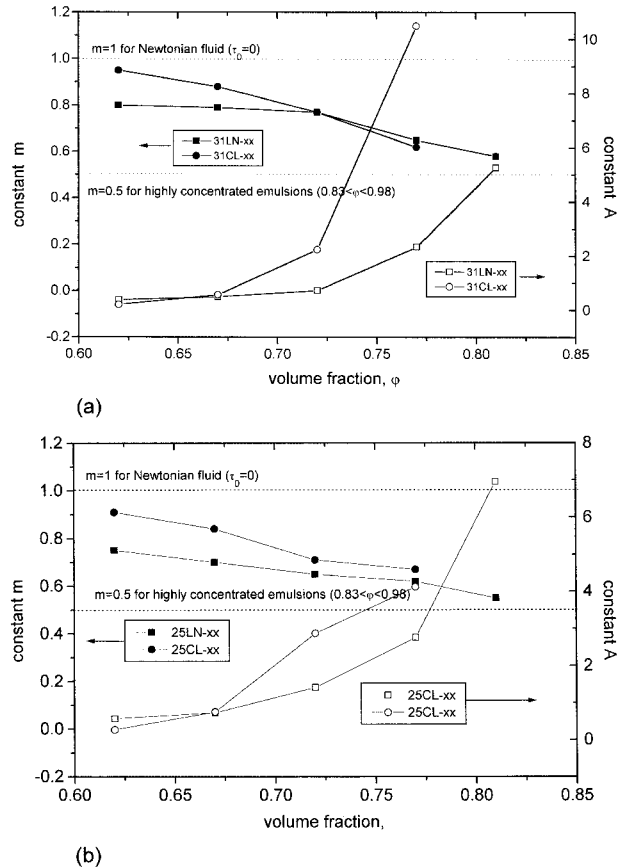 (a)
1.2
1.0
0.8
0.6
0.4
0.2
0.0
-0.2
constant m
m=1 for Newtonian fluid (τ0=0)
31LN-xx
31CL-xx
m=0.5 for highly concentrated emulsions (0.83<φ<0.98)
31LN-xx
31CL-xx
10
8
6
4
2
0
constant A
0.60
0.65
0.70
0.75
0.80
0.85
volume fraction, φ
(a)
1.2
1.0
0.8
0.6
0.4
0.2
0.0
-0.2
constant m
m=1 for Newtonian fluid (τ0=0)
m=0.5 for highly concentrated emulsions (0.83<φ<0.98)
25LN-xx
25CL-xx
25CL-xx
25CL-xx
8
6
4
2
0
constant A
0.60
0.65
0.70
0.75
0.80
0.85
volume fraction,
(b)